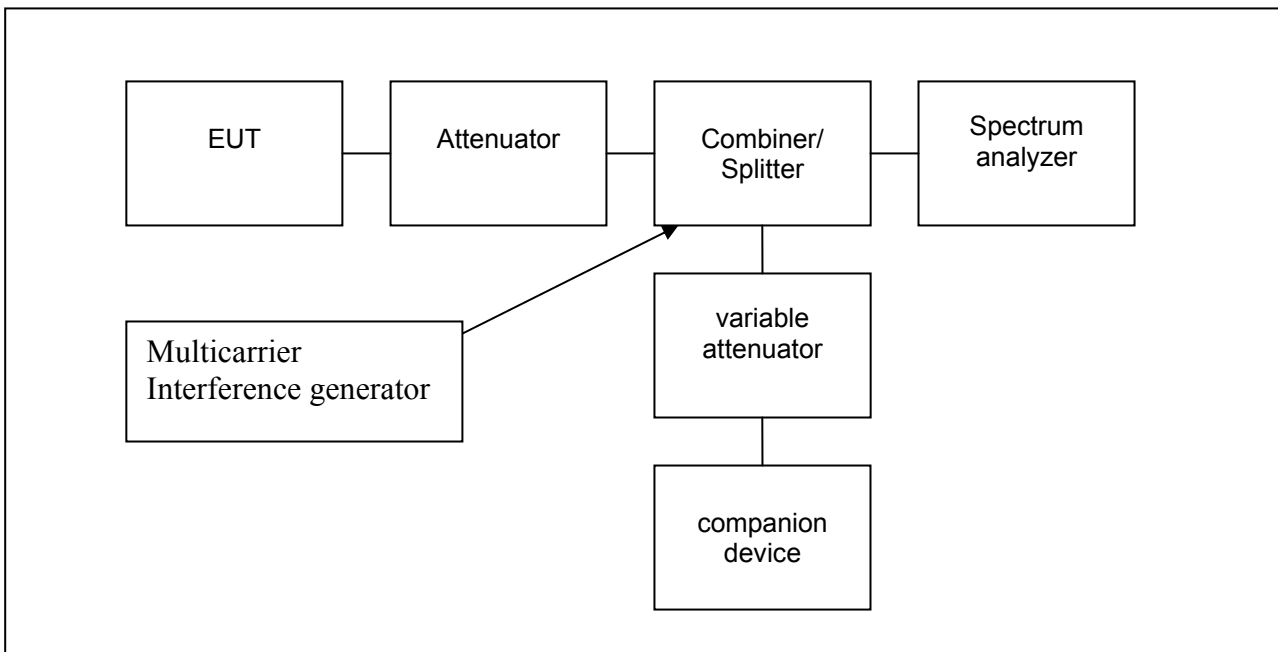 EUT
Attenuator
Combiner/
Splitter
Spectrum
analyzer
Multicarrier
Interference generator
variable
attenuator
companion
device